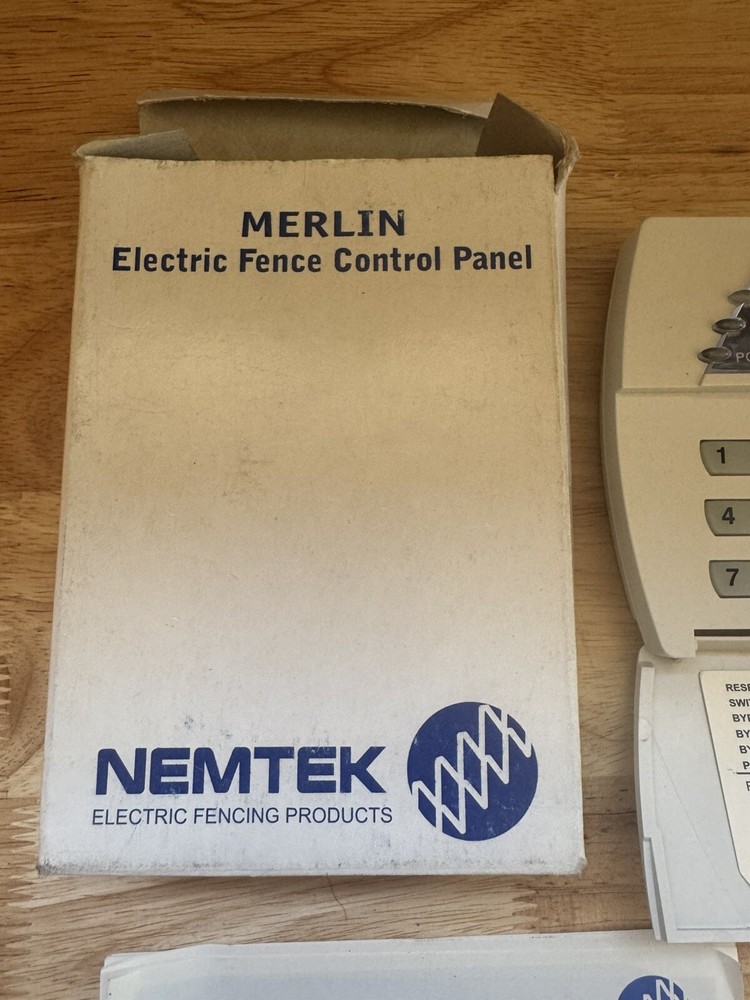 MERLIN
Electric Fence Control Panel
NEMTEK
ELECTRIC FENCING PRODUCTS
1
4
7